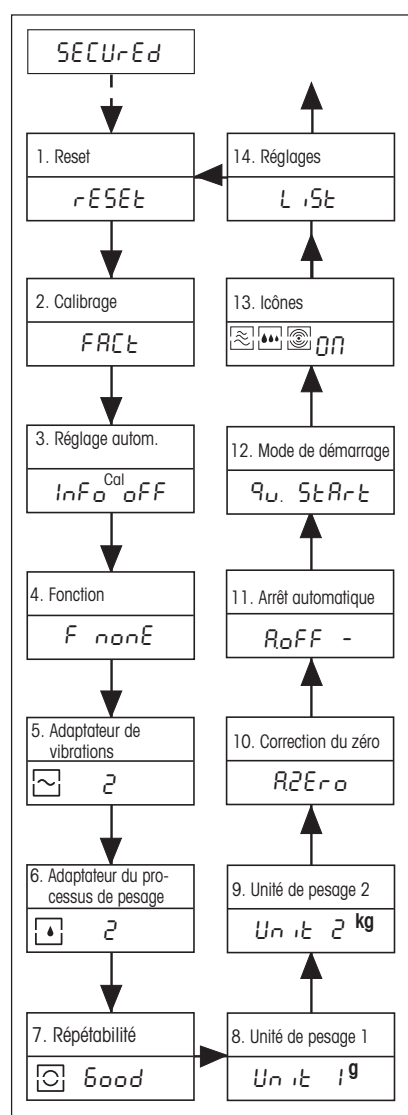 SECUrEd
1. Reset
rESEt
2. Calibrage
FACt
3. Réglage autom.
InFo Cal oFF
4. Fonction
F nonE
5. Adaptateur de
vibrations
2
6. Adaptateur du pro-
cessus de pesage
2
7. Répétabilité
Good
8. Unité de pesage 1
Unit 1 g
9. Unité de pesage 2
Unit 2 kg
10. Correction du zéro
A.ZEro
11. Arrêt automatique
A.oFF -
12. Mode de démarrage
qu. StArt
13. Icônes
ON
14. Réglages
LiSt